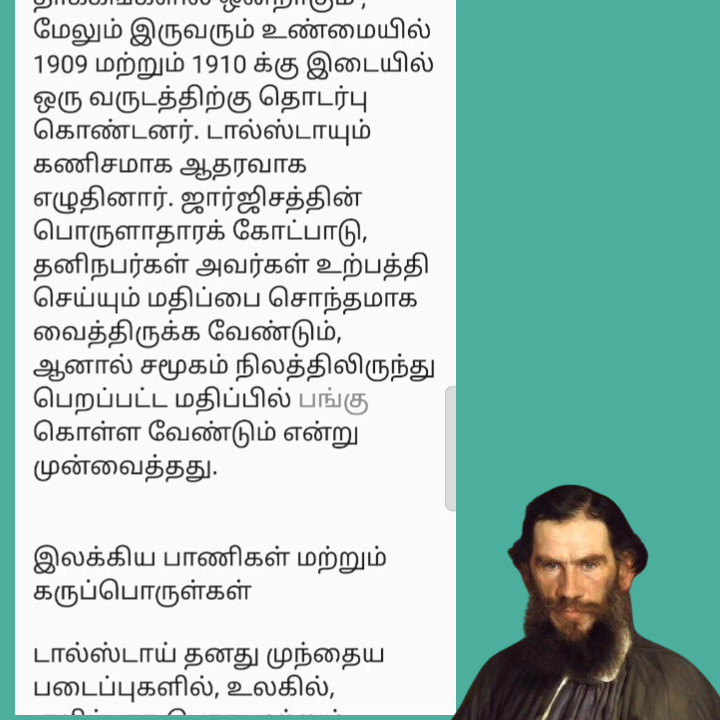 மேலும் இருவரும் உண்மையில்
1909 மற்றும் 1910 க்கு இடையில்
ஒரு வருடத்திற்கு தொடர்பு
கொண்டனர். டால்ஸ்டாயும்
கணிசமாக ஆதரவாக
எழுதினார். ஜார்ஜிசத்தின்
பொருளாதாரக் கோட்பாடு,
தனிநபர்கள் அவர்கள் உற்பத்தி
செய்யும் மதிப்பை சொந்தமாக
வைத்திருக்க வேண்டும்,
ஆனால் சமூகம் நிலத்திலிருந்து
பெறப்பட்ட மதிப்பில் பங்கு
கொள்ள வேண்டும் என்று
முன்வைத்தது.
இலக்கிய பாணிகள் மற்றும்
கருப்பொருள்கள்
டால்ஸ்டாய் தனது முந்தைய
படைப்புகளில், உலகில்,